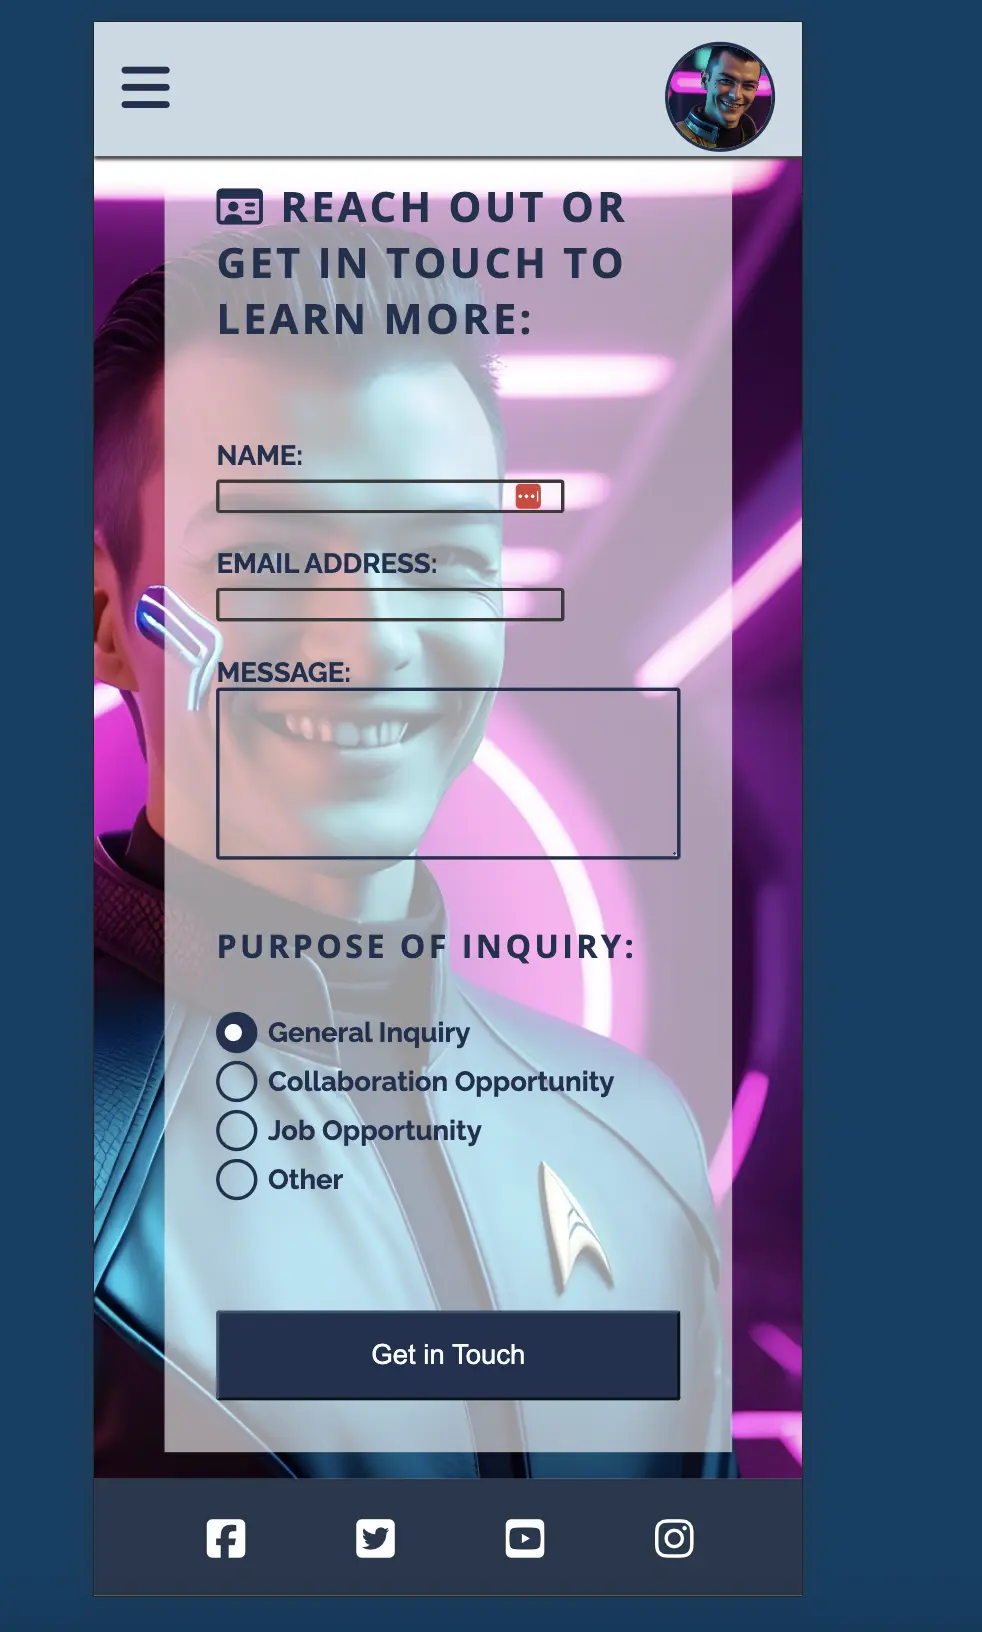 REACH OUT OR
GET IN TOUCH TO
LEARN MORE:
NAME:
EMAIL ADDRESS:
MESSAGE:
PURPOSE OF INQUIRY:
General Inquiry
Collaboration Opportunity
Job Opportunity
Other
Get in Touch